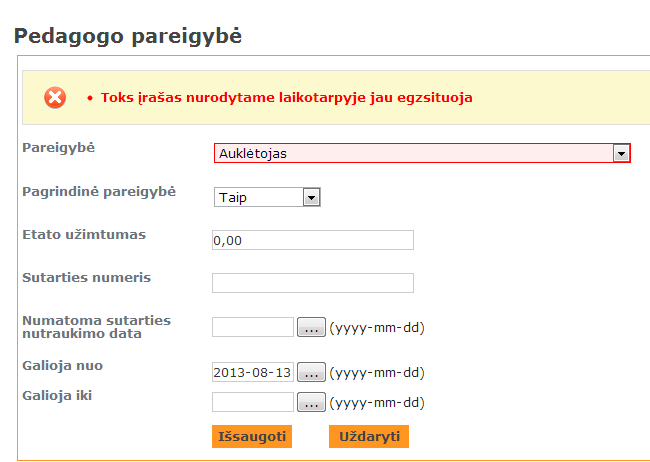 Pedagogo pareigybė
• Toks įrašas nurodytame laikotarpyje jau egzsituoja
Pareigybė
Auklėtojas
Pagrindinė pareigybė
Taip
Etato užimtumas
0,00
Sutarties numeris
Numatoma sutarties
nutraukimo data
... (yyyy-mm-dd)
Galioja nuo
2013-08-13 ... (yyyy-mm-dd)
Galioja iki
... (yyyy-mm-dd)
Išsaugoti
Uždaryti